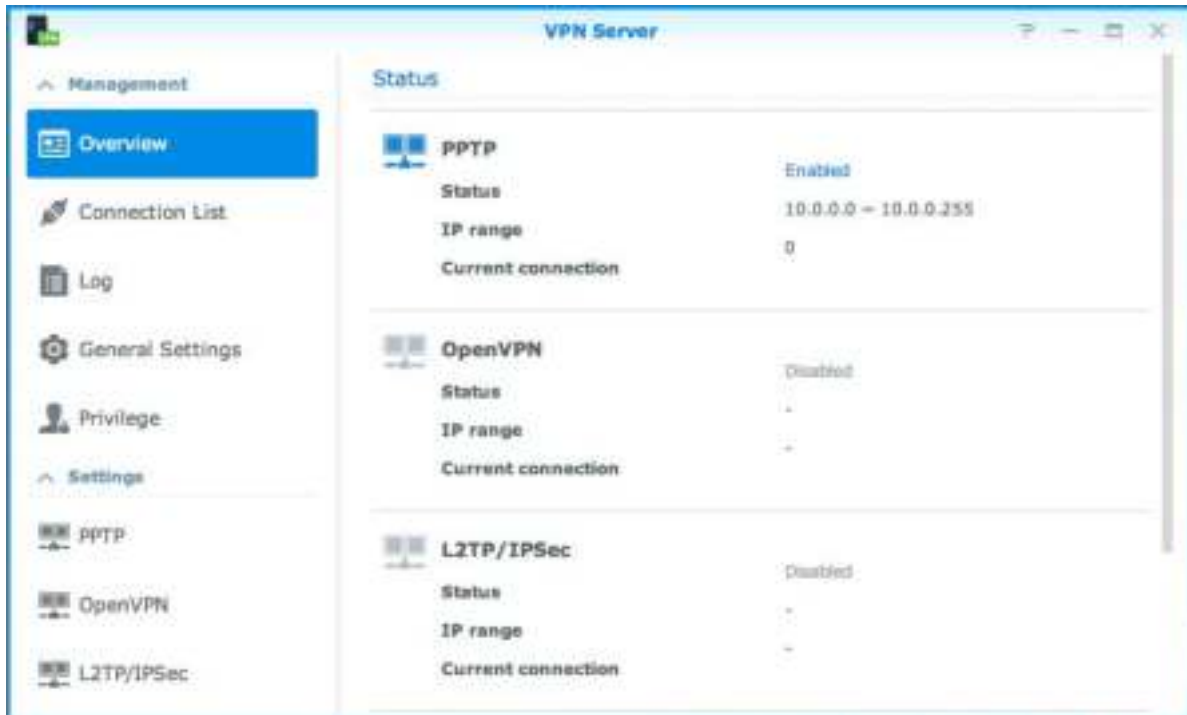 VPN Server
Management
Overview
Connection List
Log
General Settings
Privilege
Settings
PPTP
OpenVPN
L2TP/IPSec
Status
PPTP
Enabled
Status
10.0.0.0 ~ 10.0.0.255
IP range
0
Current connection
OpenVPN
Disabled
Status
-
IP range
-
Current connection
L2TP/IPSec
Disabled
Status
-
IP range
-
Current connection